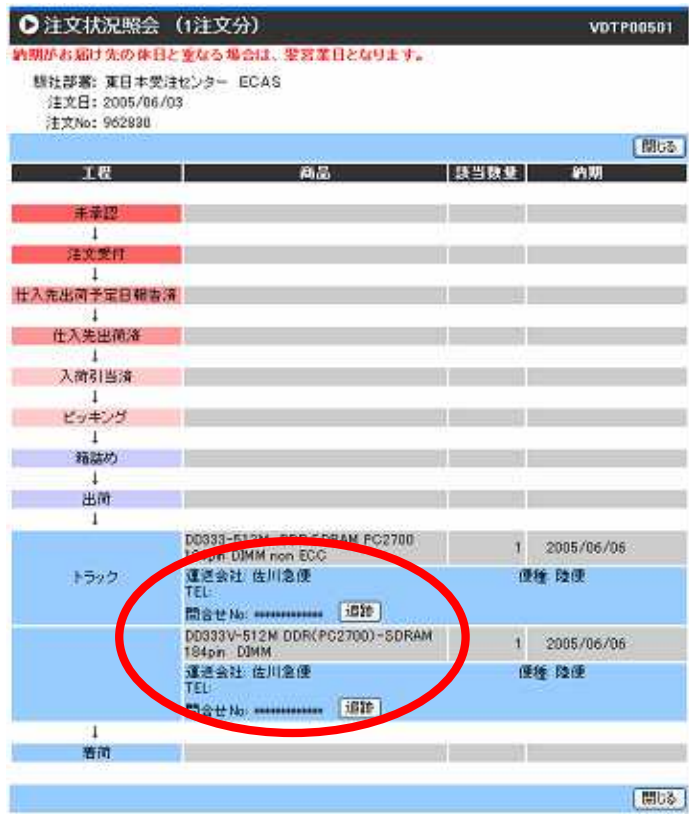 注文状況照会 (1注文分) VDTP00501
納期がお届け先の休日と重なる場合は、翌営業日となります。
弊社部署: 東日本受注センター ECAS
注文日: 2005/06/03
注文No: 962830
閉じる
工程 商品 該当数量 納期
未承認
↓
注文受付
↓
仕入先出荷予定日報告済
↓
仕入先出荷済
↓
入荷引当済
↓
ピッキング
↓
箱詰め
↓
出荷
↓
トラック
DD333-512M DDR SDRAM PC2700
184pin DIMM non ECC
1 2005/06/06
運送会社: 佐川急便 便種: 陸便
TEL:
問合せNo: ************* 追跡
DD333V-512M DDR(PC2700)-SDRAM
184pin DIMM
1 2005/06/06
運送会社: 佐川急便 便種: 陸便
TEL:
問合せNo: ************* 追跡
↓
着荷
閉じる